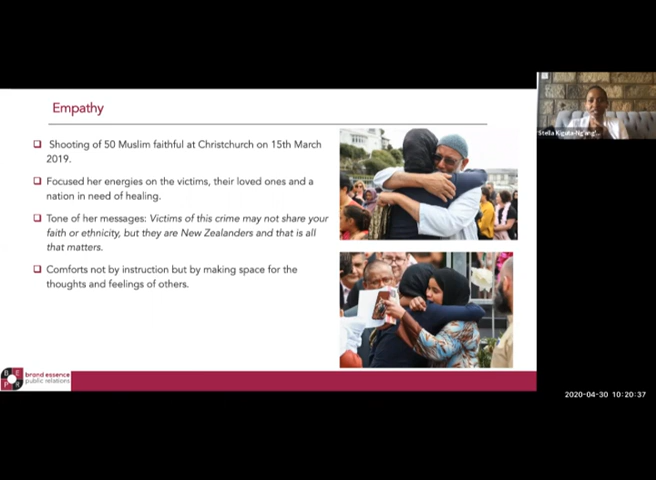 Empathy
Shooting of 50 Muslim faithful at Christchurch on 15th March
2019.
Focused her energies on the victims, their loved ones and a
nation in need of healing.
Tone of her messages: Victims of this crime may not share your
faith or ethnicity, but they are New Zealanders and that is all
that matters.
Comforts not by instruction but by making space for the
thoughts and feelings of others.
B E
P R
brand essence
public relations
Stella Kiguta-Ng'ang'...
2020-04-30 10:20:37